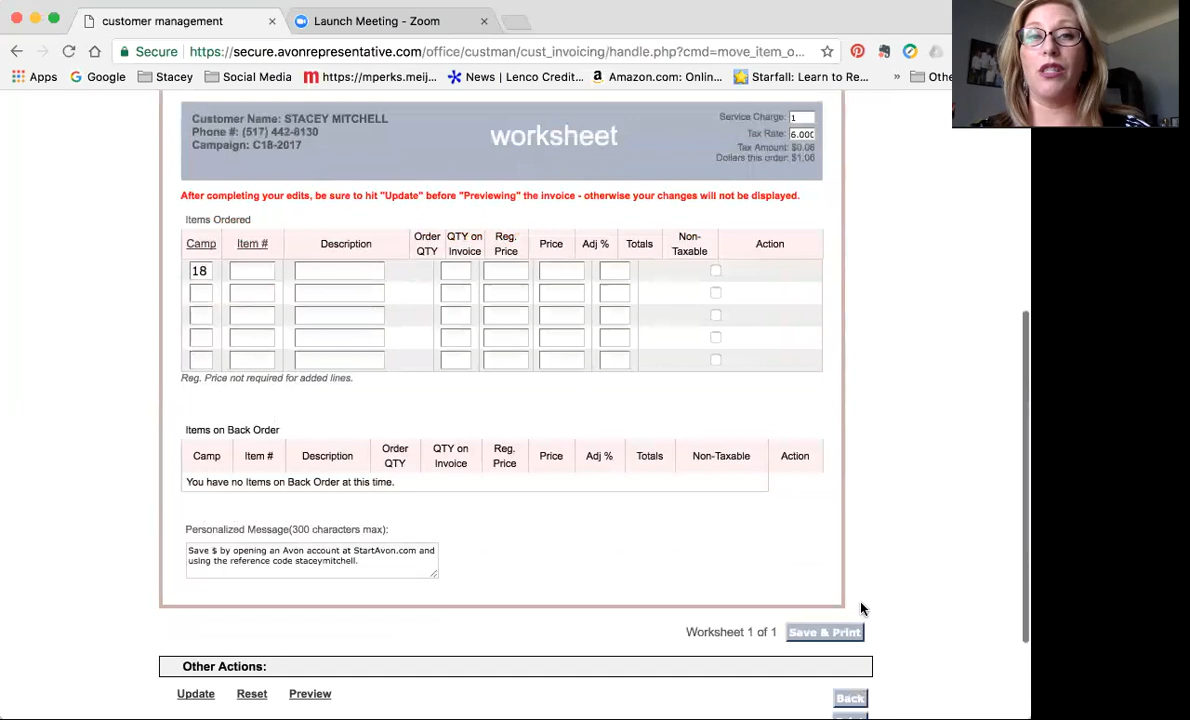 customer management
Launch Meeting - Zoom
Secure https://secure.avonrepresentative.com/office/custman/cust_invoicing/handle.php?cmd=move_item_o...
Apps Google Stacey Social Media http://mperks.meij... News | Lenco Credit... Amazon.com: Onlin... Starfall: Learn to Re... » Othe
Customer Name: STACEY MITCHELL
Phone #: (517) 442-8130
Campaign: C18-2017
worksheet
Service Charge: 1
Tax Rate: 6.000
Tax Amount: $0.06
Dollars this order: $1.06
After completing your edits, be sure to hit "Update" before "Previewing" the invoice - otherwise your changes will not be displayed.
Items Ordered
Camp Item # Description Order QTY QTY on Invoice Reg. Price Price Adj % Totals Non-Taxable Action
18
Reg. Price not required for added lines.
Items on Back Order
Camp Item # Description Order QTY QTY on Invoice Reg. Price Price Adj % Totals Non-Taxable Action
You have no Items on Back Order at this time.
Personalized Message(300 characters max):
Save $ by opening an Avon account at StartAvon.com and
using the reference code staceymitchell.
Worksheet 1 of 1 Save & Print
Other Actions:
Update Reset Preview
Back